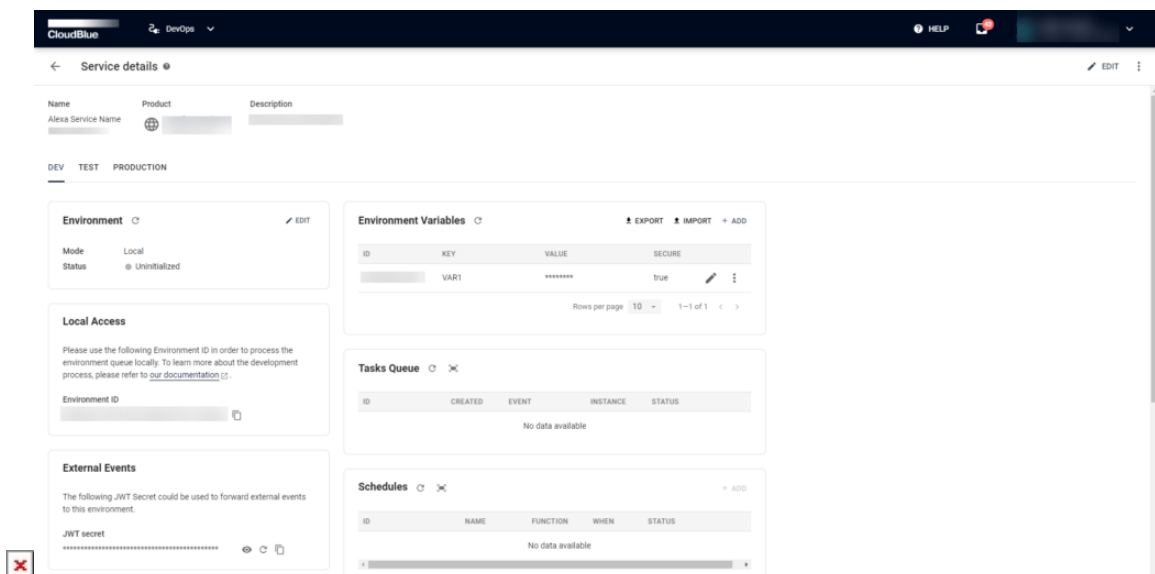 CloudBlue
DevOps
HELP
42
Service details
EDIT
Name Product Description
Alexa Service Name
DEV TEST PRODUCTION
Environment
EDIT
Mode Local
Status Uninitialized
Local Access
Please use the following Environment ID in order to process the
environment queue locally. To learn more about the development
process, please refer to our documentation .
Environment ID
External Events
The following JWT Secret could be used to forward external events
to this environment.
JWT secret
********************************************
Environment Variables
EXPORT IMPORT + ADD
ID KEY VALUE SECURE
VAR1 ******** true
Rows per page 10 1–1 of 1
Tasks Queue
ID CREATED EVENT INSTANCE STATUS
No data available
Schedules
+ ADD
ID NAME FUNCTION WHEN STATUS
No data available